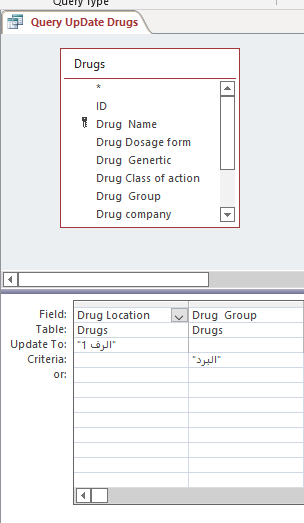 Query Type
Query UpDate Drugs
Drugs
*
ID
Drug  Name
Drug Dosage form
Drug  Genertic
Drug Class of action
Drug  Group
Drug company
Field: Drug Location Drug  Group
Table: Drugs Drugs
Update To: "الرف 1"
Criteria: "البرد"
or: